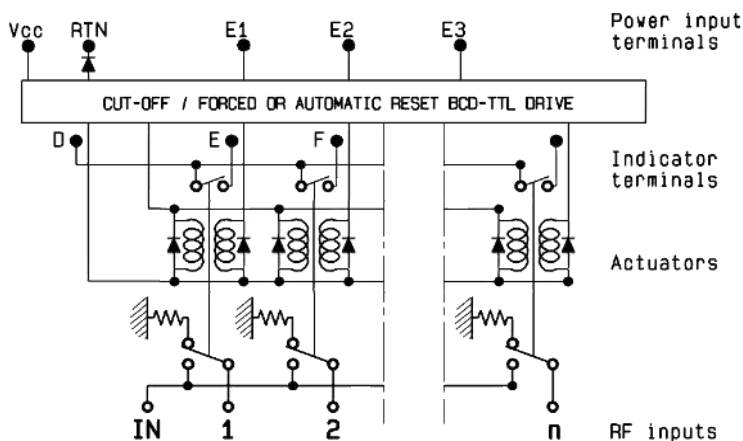 Vcc RTN E1 E2 E3 Power input
terminals
CUT-OFF / FORCED OR AUTOMATIC RESET BCD-TTL DRIVE
D E F Indicator
terminals
Actuators
IN 1 2 n RF inputs